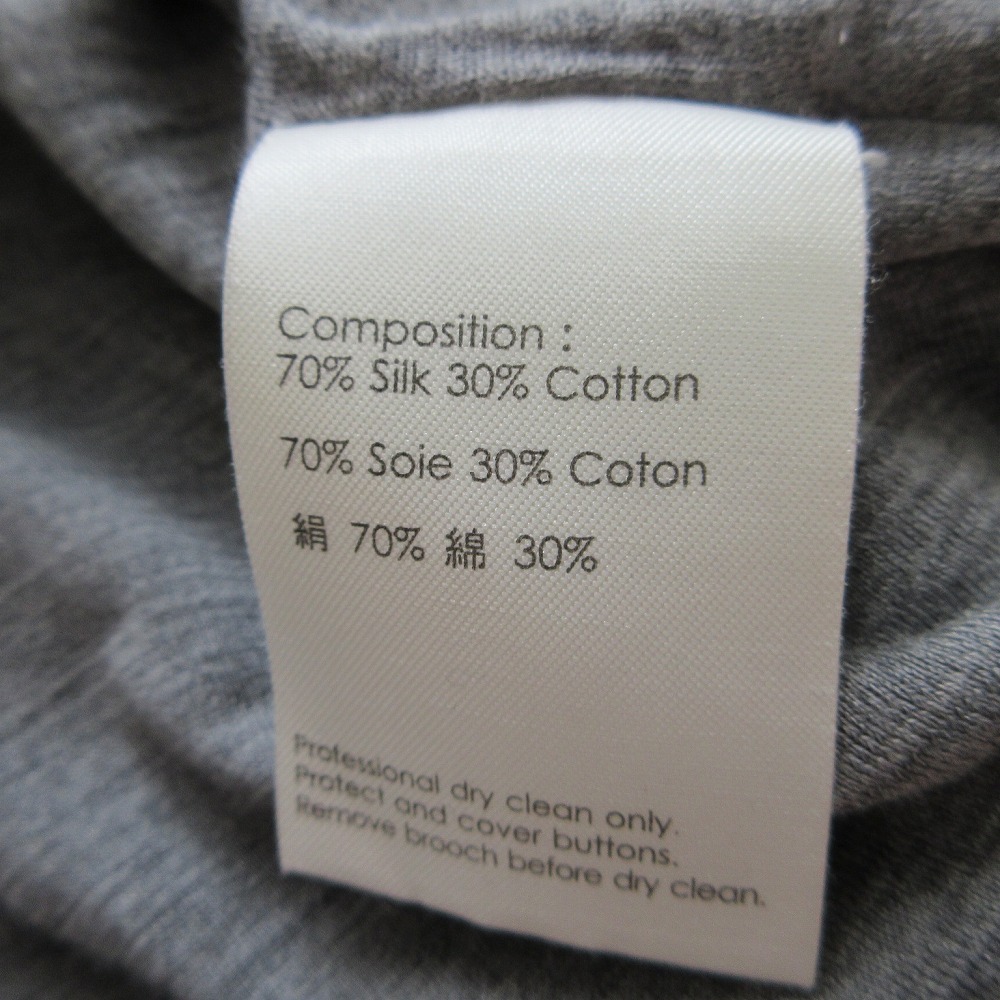 Composition :
70% Silk 30% Cotton
70% Soie 30% Coton
絹 70% 綿 30%
Professional dry clean only.
Protect and cover buttons.
Remove brooch before dry clean.